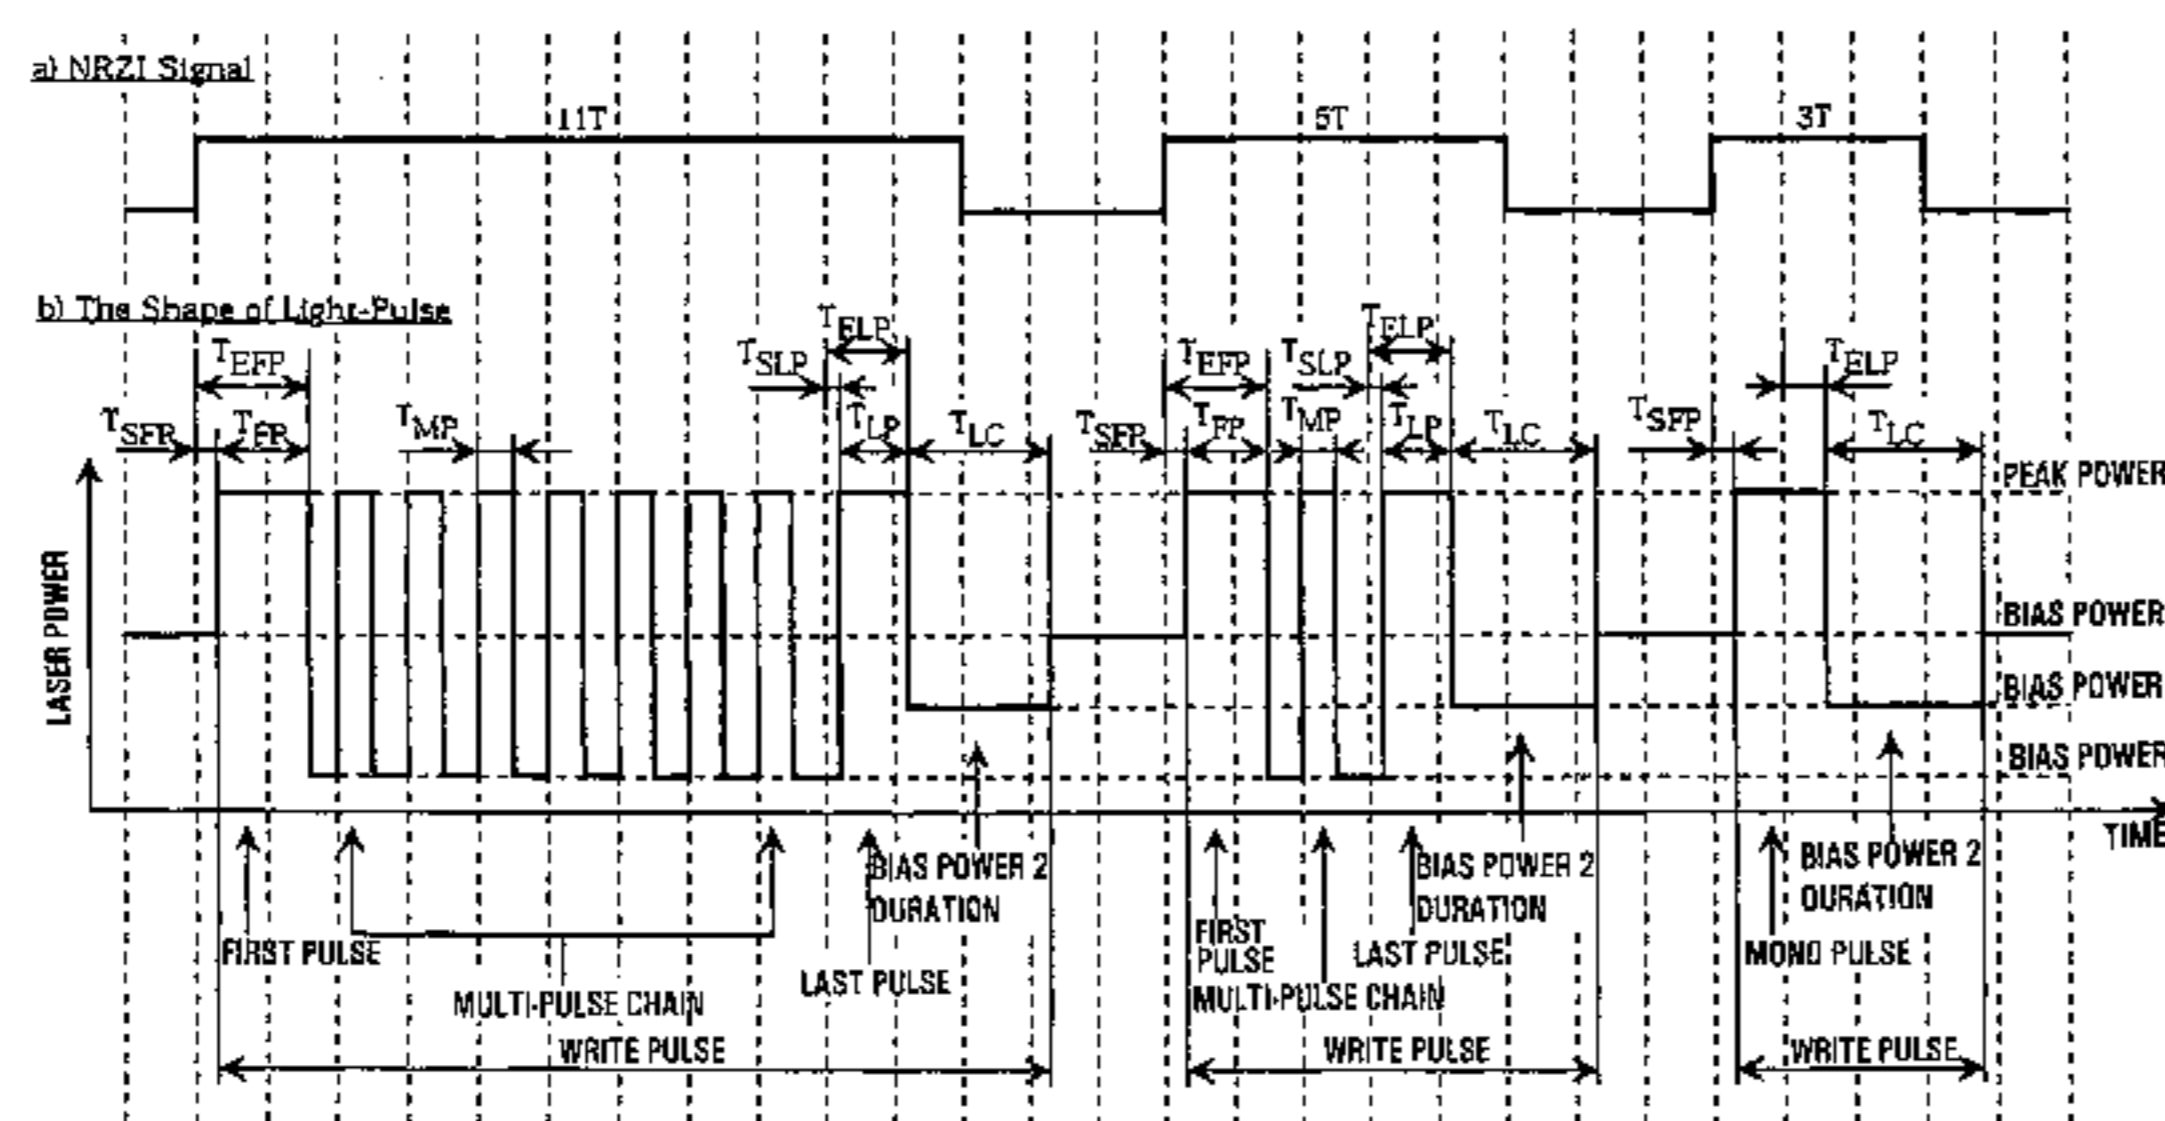 a) NRZI Signal
11T
5T
3T
b) The Shape of Light-Pulse
TELP
TELP
TEFP
TSLP
TEFP
TSLP
TELP
TSFP
TFP
TMP
TLP
TLC
TSFP
TFP
TMP
TLP
TLC
TSFP
TLC
PEAK POWER
BIAS POWER
BIAS POWER
BIAS POWER
LASER POWER
TIME
BIAS POWER 2
DURATION
BIAS POWER 2
DURATION
BIAS POWER 2
DURATION
FIRST PULSE
LAST PULSE
MULTI-PULSE CHAIN
WRITE PULSE
FIRST
PULSE
LAST PULSE
MULTI-PULSE CHAIN
WRITE PULSE
MONO PULSE
WRITE PULSE